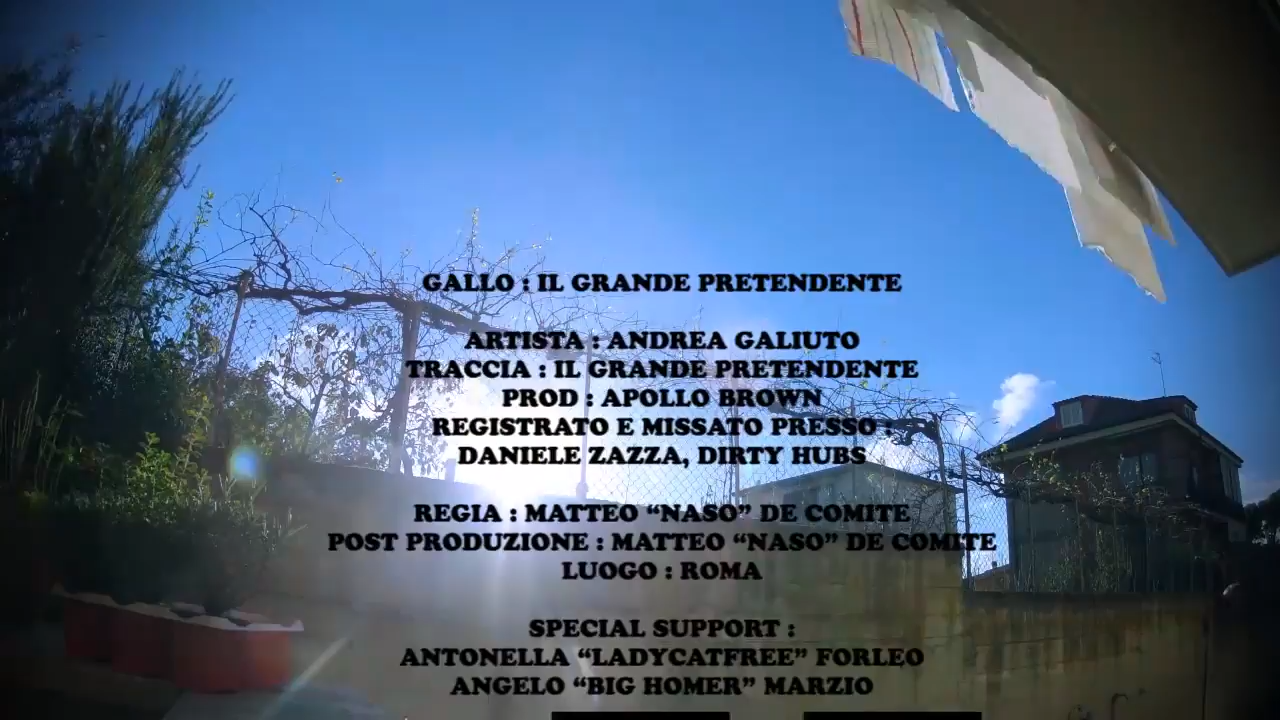 GALLO : IL GRANDE PRETENDENTE
ARTISTA : ANDREA GALIUTO
TRACCIA : IL GRANDE PRETENDENTE
PROD : APOLLO BROWN
REGISTRATO E MISSATO PRESSO :
DANIELE ZAZZA, DIRTY HUBS
REGIA : MATTEO “NASO” DE COMITE
POST PRODUZIONE : MATTEO “NASO” DE COMITE
LUOGO : ROMA
SPECIAL SUPPORT :
ANTONELLA “LADYCATFREE” FORLEO
ANGELO “BIG HOMER” MARZIO